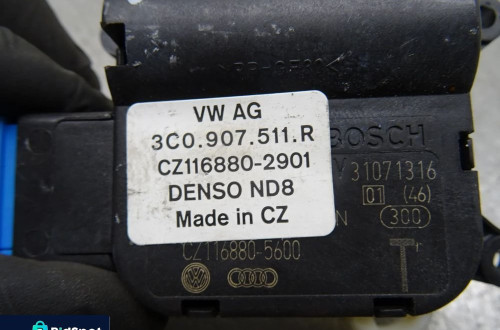 VW AG
3C0.907.511.R
CZ116880-2901
DENSO ND8
Made in CZ
BOSCH
31071316
01 (46)
N 300
CZ116880-5600
T
BidSpot